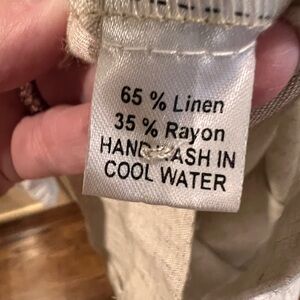 65 % Linen
35 % Rayon
HAND WASH IN
COOL WATER